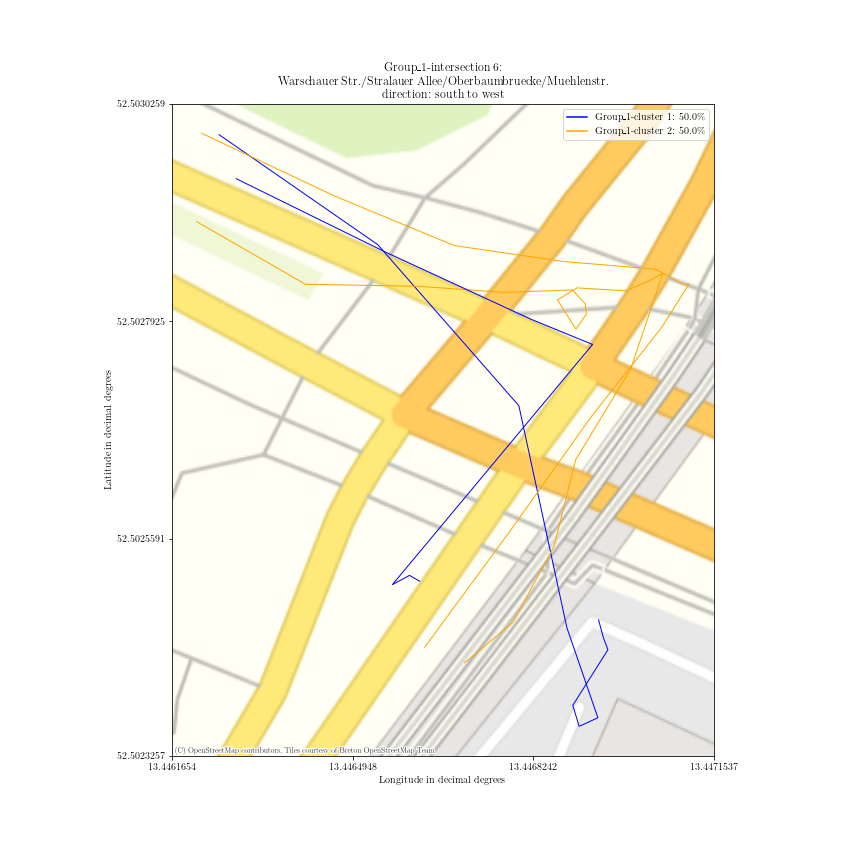 Group_1-intersection 6:
Warschauer Str./Stralauer Allee/Oberbaumbruecke/Muehlenstr.
direction: south to west
Group_1-cluster 1: 50.0%
Group_1-cluster 2: 50.0%
52.5030259
52.5027925
52.5025591
52.5023257
Latitude in decimal degrees
(C) OpenStreetMap contributors, Tiles courtesy of Breton OpenStreetMap Team
13.4461654
13.4464948
13.4468242
13.4471537
Longitude in decimal degrees